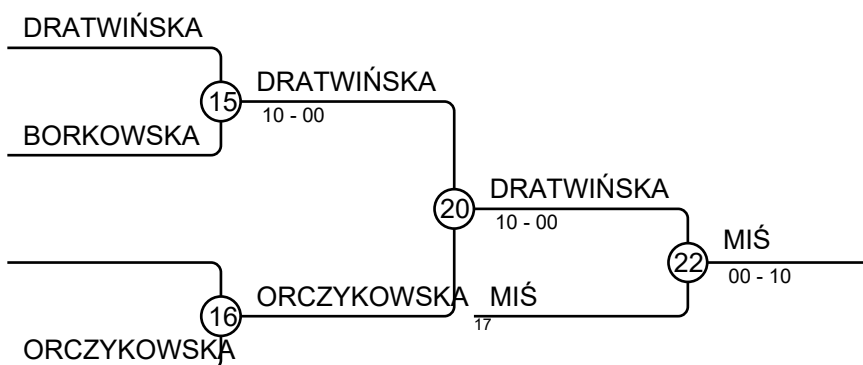 DRATWIŃSKA
15
DRATWIŃSKA
10 - 00
BORKOWSKA
20
DRATWIŃSKA
10 - 00
22
MIŚ
00 - 10
16
ORCZYKOWSKA
MIŚ
17
ORCZYKOWSKA